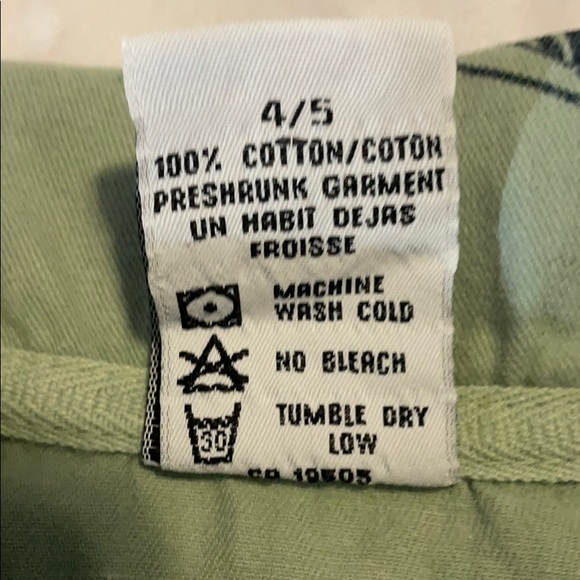 4/5
100% COTTON/COTON
PRESHRUNK GARMENT
UN HABIT DEJAS
FROISSE
MACHINE
WASH COLD
NO BLEACH
30
TUMBLE DRY
LOW